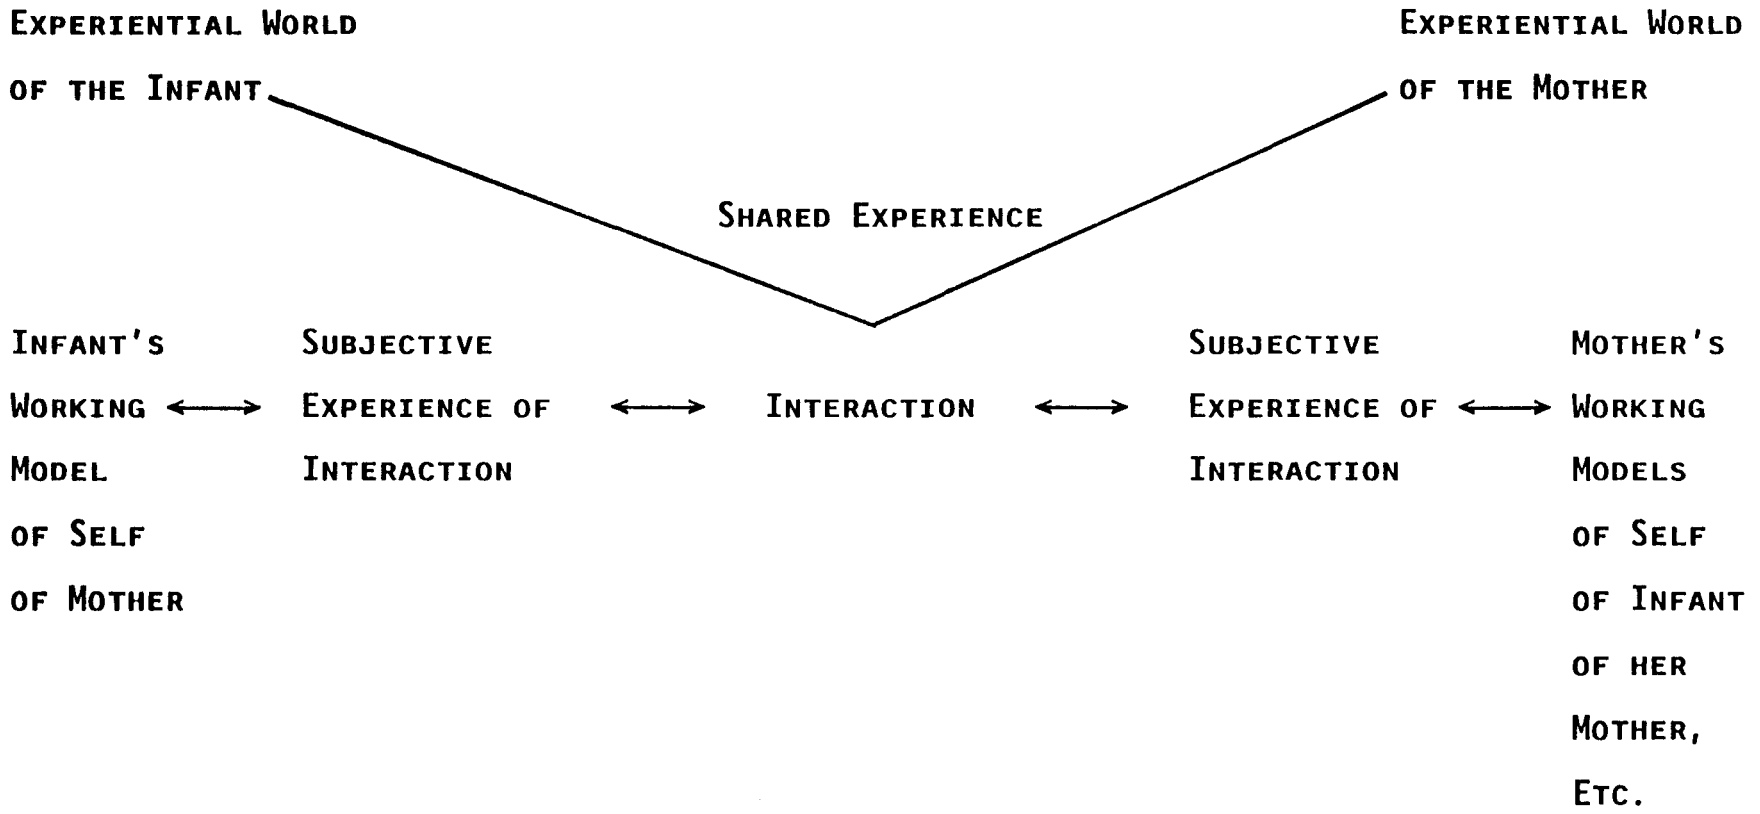 EXPERIENTIAL WORLD
OF THE INFANT
EXPERIENTIAL WORLD
OF THE MOTHER
SHARED EXPERIENCE
INFANT'S
WORKING
MODEL
OF SELF
OF MOTHER
SUBJECTIVE
EXPERIENCE OF
INTERACTION
INTERACTION
SUBJECTIVE
EXPERIENCE OF
INTERACTION
MOTHER'S
WORKING
MODELS
OF SELF
OF INFANT
OF HER
MOTHER,
ETC.